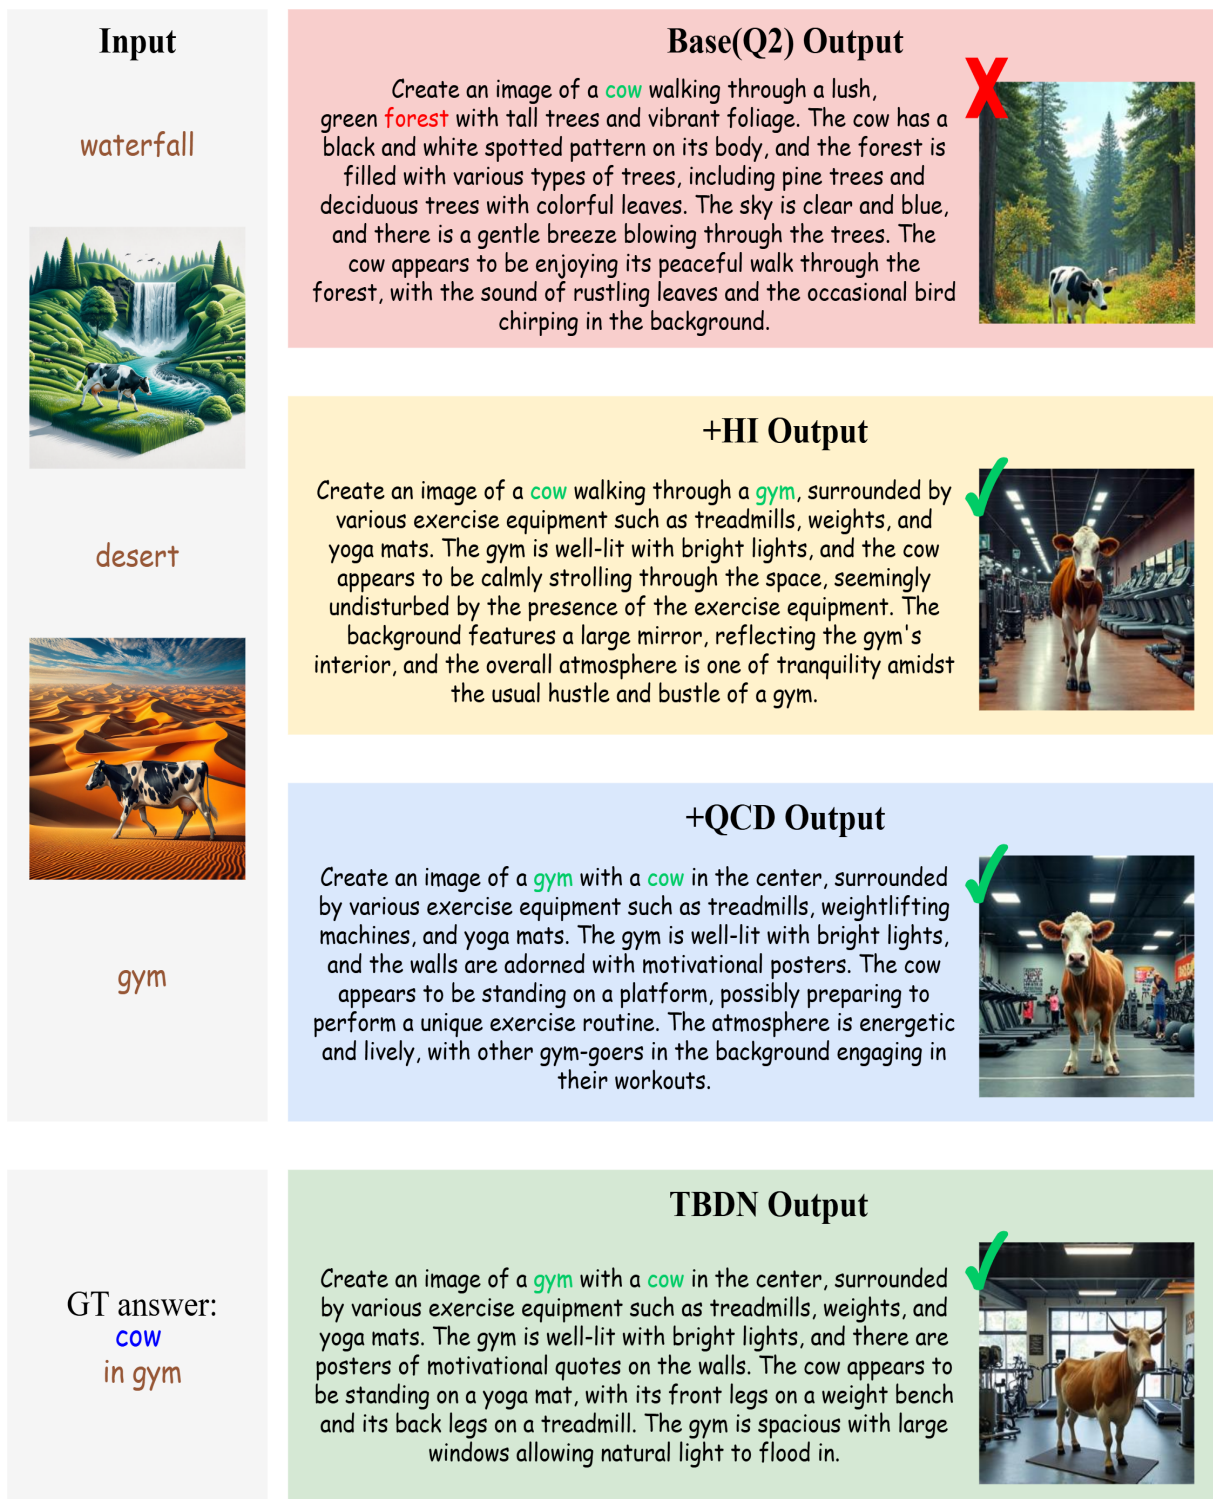 Input
waterfall
desert
gym
GT answer:
cow
in gym
Base(Q2) Output
Create an image of a cow walking through a lush,
green forest with tall trees and vibrant foliage. The cow has a
black and white spotted pattern on its body, and the forest is
filled with various types of trees, including pine trees and
deciduous trees with colorful leaves. The sky is clear and blue,
and there is a gentle breeze blowing through the trees. The
cow appears to be enjoying its peaceful walk through the
forest, with the sound of rustling leaves and the occasional bird
chirping in the background.
+HI Output
Create an image of a cow walking through a gym, surrounded by
various exercise equipment such as treadmills, weights, and
yoga mats. The gym is well-lit with bright lights, and the cow
appears to be calmly strolling through the space, seemingly
undisturbed by the presence of the exercise equipment. The
background features a large mirror, reflecting the gym's
interior, and the overall atmosphere is one of tranquility amidst
the usual hustle and bustle of a gym.
+QCD Output
Create an image of a gym with a cow in the center, surrounded
by various exercise equipment such as treadmills, weightlifting
machines, and yoga mats. The gym is well-lit with bright lights,
and the walls are adorned with motivational posters. The cow
appears to be standing on a platform, possibly preparing to
perform a unique exercise routine. The atmosphere is energetic
and lively, with other gym-goers in the background engaging in
their workouts.
TBDN Output
Create an image of a gym with a cow in the center, surrounded
by various exercise equipment such as treadmills, weights, and
yoga mats. The gym is well-lit with bright lights, and there are
posters of motivational quotes on the walls. The cow appears to
be standing on a yoga mat, with its front legs on a weight bench
and its back legs on a treadmill. The gym is spacious with large
windows allowing natural light to flood in.